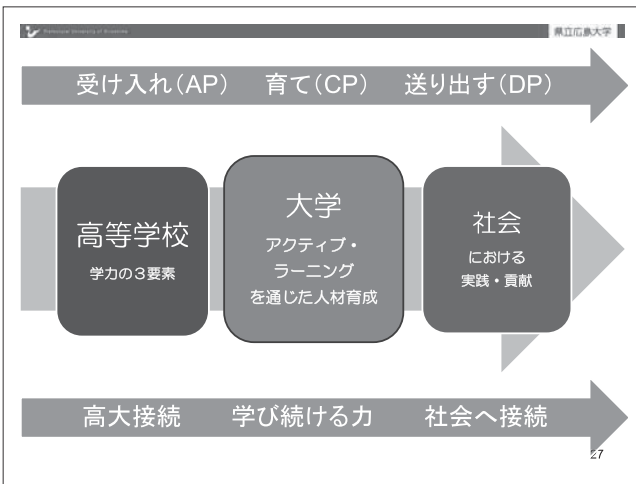 県立広島大学
受け入れ(AP) 育て(CP) 送り出す(DP)
高等学校
学力の3要素
大学
アクティブ・
ラーニング
を通じた人材育成
社会
における
実践・貢献
高大接続 学び続ける力 社会へ接続
27